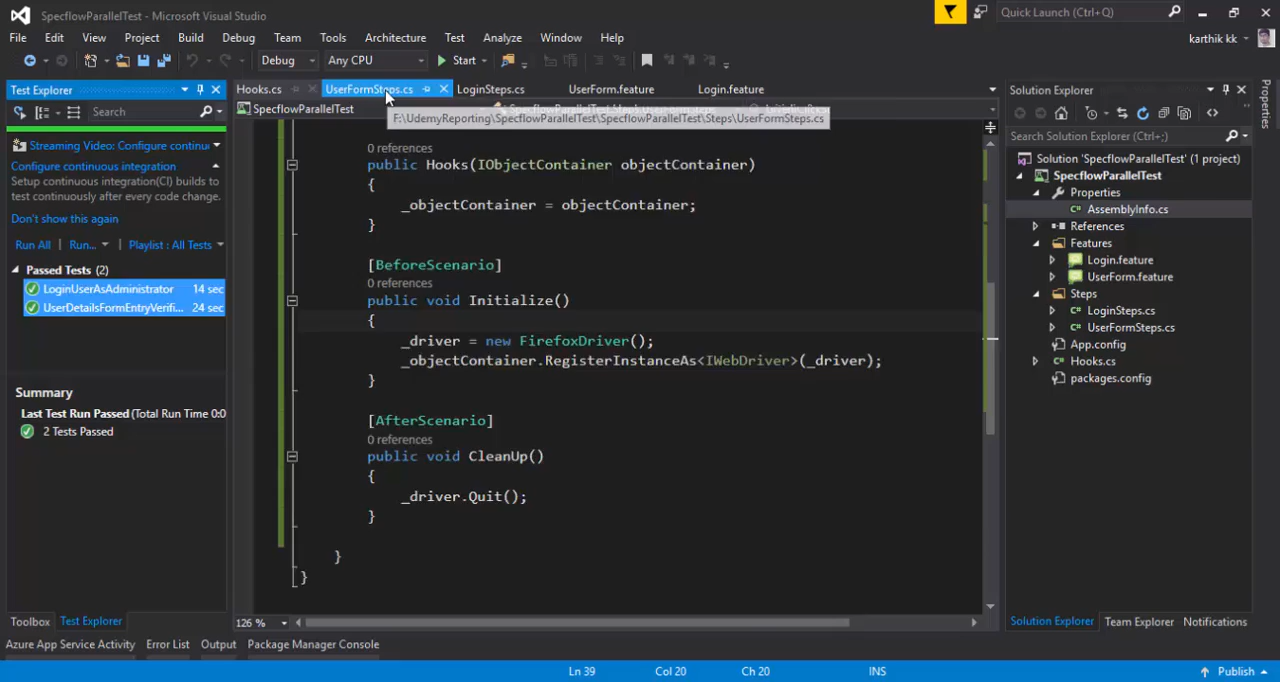 SpecflowParallelTest - Microsoft Visual Studio
Quick Launch (Ctrl+Q)
File Edit View Project Build Debug Team Tools Architecture Test Analyze Window Help
karthik kk
Debug Any CPU Start
Test Explorer
Search
Streaming Video: Configure continu
Configure continuous integration
Setup continuous integration(CI) builds to
test continuously after every code change.
Don't show this again
Run All | Run... | Playlist : All Tests
Passed Tests (2)
LoginUserAsAdministrator 14 sec
UserDetailsFormEntryVerifi... 24 sec
Summary
Last Test Run Passed (Total Run Time 0:0
2 Tests Passed
Toolbox Test Explorer
Hooks.cs UserFormSteps.cs LoginSteps.cs UserForm.feature Login.feature
SpecflowParallelTest
F:\UdemyReporting\SpecflowParallelTest\SpecflowParallelTest\Steps\UserFormSteps.cs
0 references
public Hooks(IObjectContainer objectContainer)
{
_objectContainer = objectContainer;
}
[BeforeScenario]
0 references
public void Initialize()
{
_driver = new FirefoxDriver();
_objectContainer.RegisterInstanceAs<IWebDriver>(_driver);
}
[AfterScenario]
0 references
public void CleanUp()
{
_driver.Quit();
}
}
}
126 %
Solution Explorer
Search Solution Explorer (Ctrl+;)
Solution 'SpecflowParallelTest' (1 project)
SpecflowParallelTest
Properties
AssemblyInfo.cs
References
Features
Login.feature
UserForm.feature
Steps
LoginSteps.cs
UserFormSteps.cs
App.config
Hooks.cs
packages.config
Solution Explorer Team Explorer Notifications
Properties
Azure App Service Activity Error List Output Package Manager Console
Ln 39 Col 20 Ch 20 INS Publish